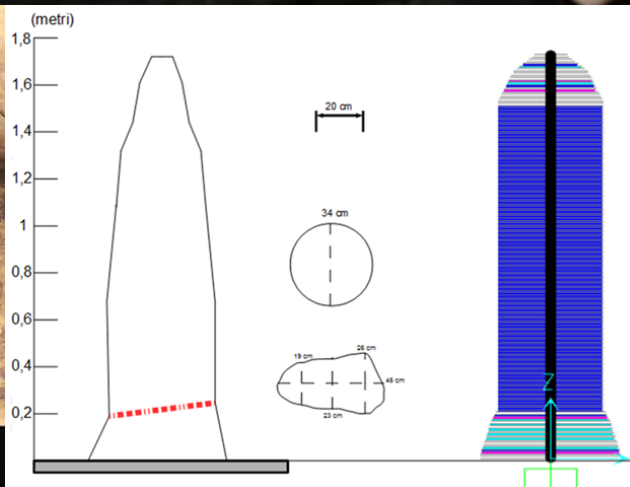 (metri)
1,8
1,6
1,4
1,2
1
0,8
0,6
0,4
0,2
20 cm
34 cm
19 cm
26 cm
45 cm
23 cm
Z